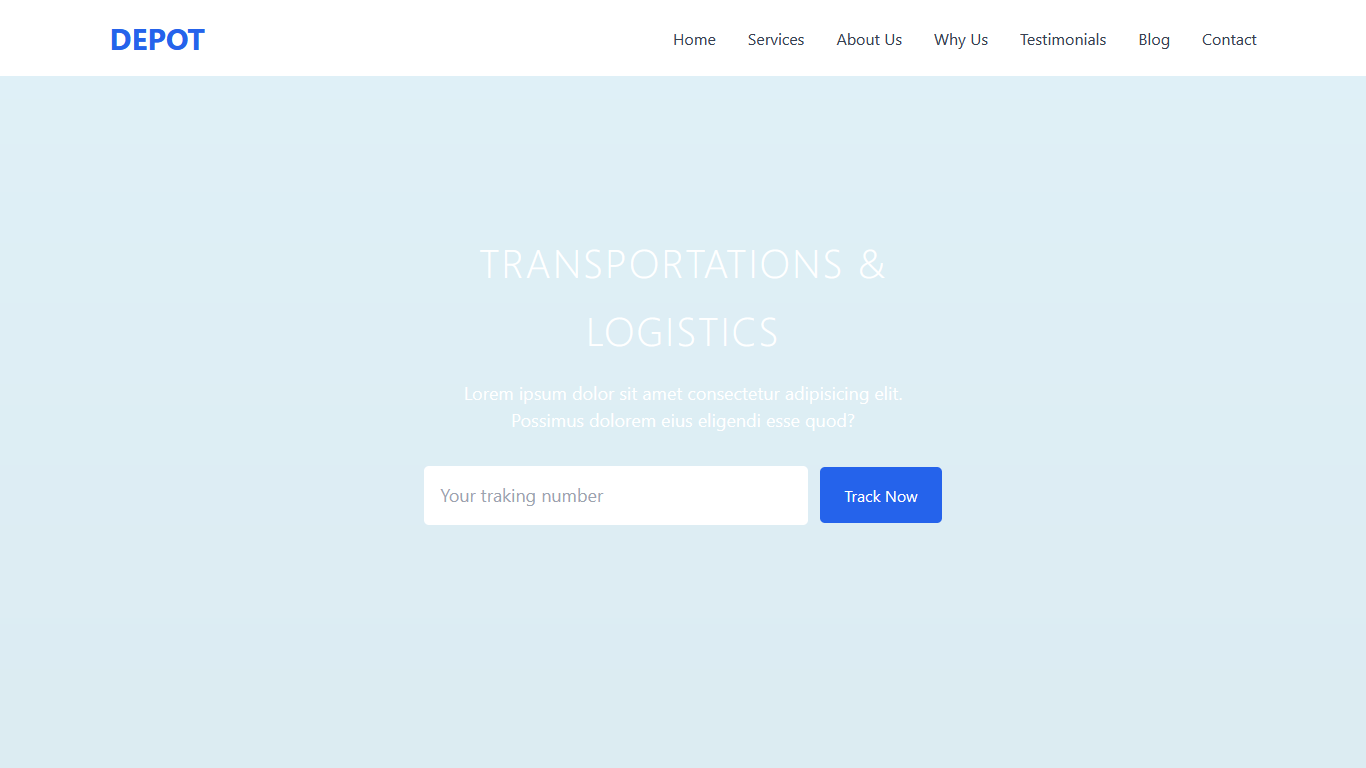 DEPOT
Home Services About Us Why Us Testimonials Blog Contact
TRANSPORTATIONS &
LOGISTICS
Lorem ipsum dolor sit amet consectetur adipisicing elit.
Possimus dolorem eius eligendi esse quod?
Your traking number
Track Now